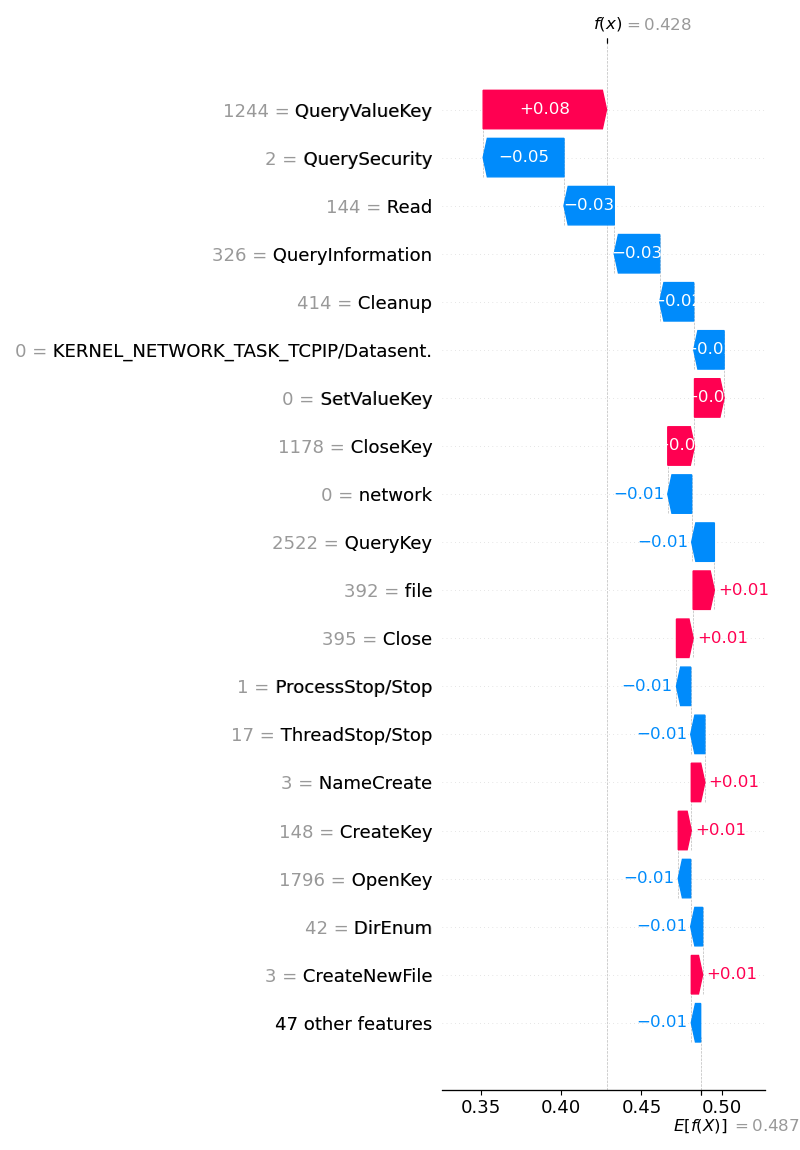 f(x) = 0.428
1244 = QueryValueKey +0.08
2 = QuerySecurity −0.05
144 = Read −0.03
326 = QueryInformation −0.03
414 = Cleanup −0.02
0 = KERNEL_NETWORK_TASK_TCPIP/Datasent.
0 = SetValueKey
1178 = CloseKey
0 = network −0.01
2522 = QueryKey −0.01
392 = file +0.01
395 = Close +0.01
1 = ProcessStop/Stop −0.01
17 = ThreadStop/Stop −0.01
3 = NameCreate +0.01
148 = CreateKey +0.01
1796 = OpenKey −0.01
42 = DirEnum −0.01
3 = CreateNewFile +0.01
47 other features −0.01
0.35 0.40 0.45 0.50
E[f(X)] = 0.487